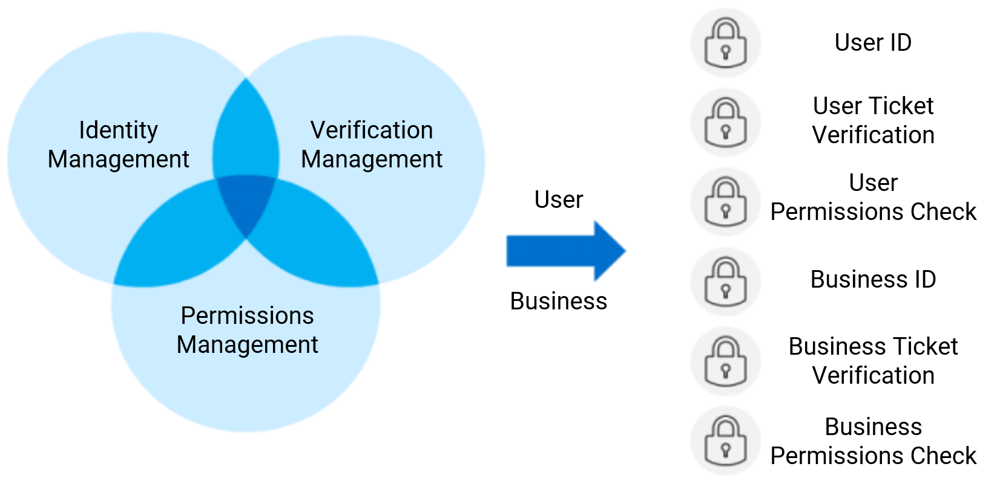 Identity
Management
Verification
Management
Permissions
Management
User
Business
User ID
User Ticket
Verification
User
Permissions Check
Business ID
Business Ticket
Verification
Business
Permissions Check